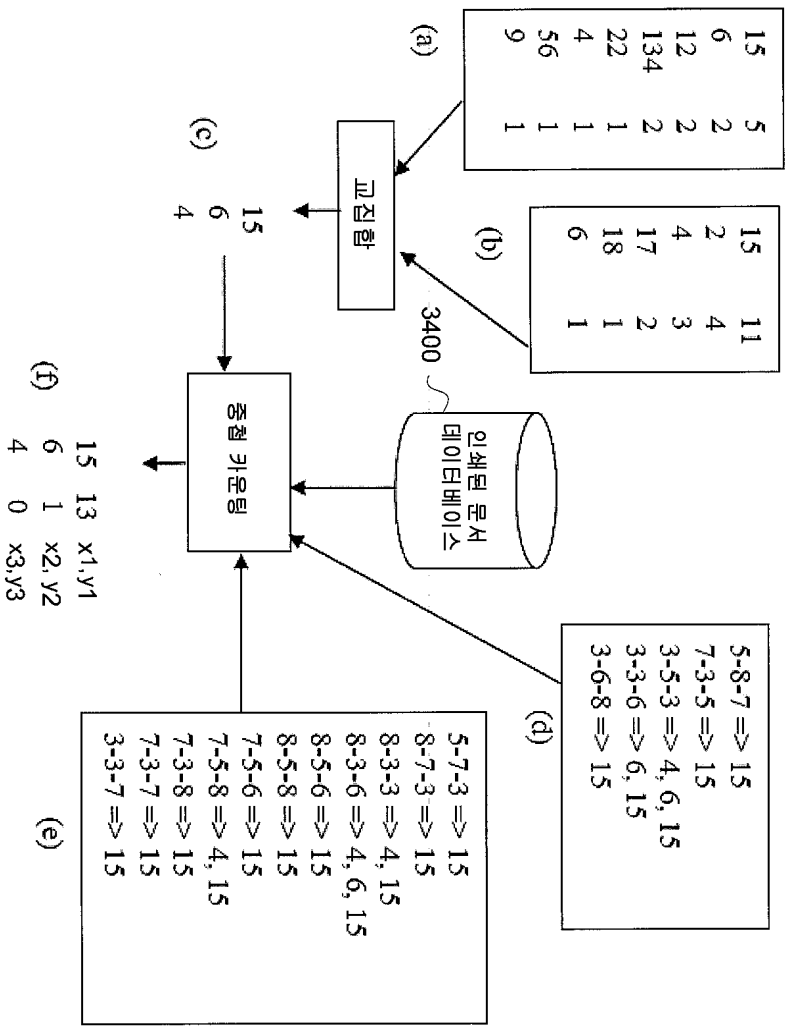 15 5
6 2
12 2
134 2
22 1
4 1
56 1
9 1
(a)
15 11
2 4
4 3
17 2
18 1
6 1
(b)
교집합
(c)
15
6
4
3400
인쇄된 문서
데이터베이스
중첩 카운팅
5-8-7 => 15
7-3-5 => 15
3-5-3 => 4, 6, 15
3-3-6 => 6, 15
3-6-8 => 15
(d)
5-7-3 => 15
8-7-3 => 15
8-3-3 => 4, 15
8-3-6 => 4, 6, 15
8-5-6 => 15
8-5-8 => 15
7-5-6 => 15
7-5-8 => 4, 15
7-3-8 => 15
7-3-7 => 15
3-3-7 => 15
(e)
(f)
15 13 x1,y1
6 1 x2, y2
4 0 x3,y3